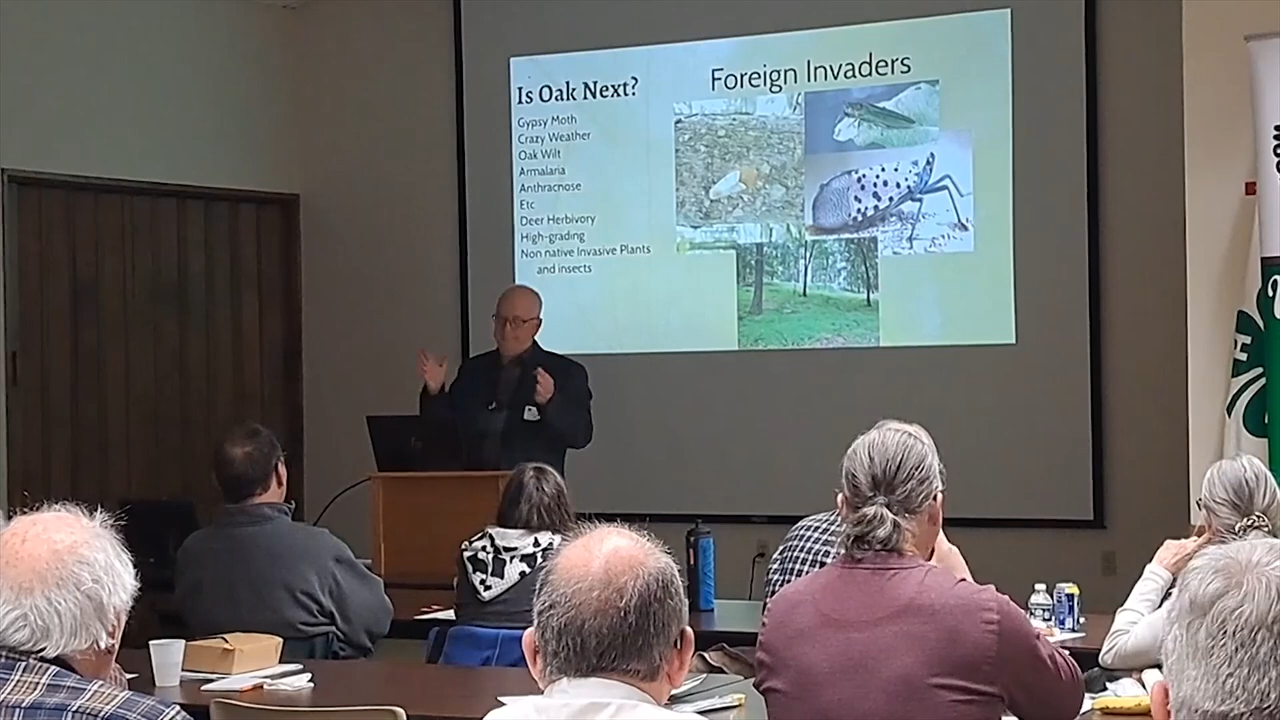 Is Oak Next?
Gypsy Moth
Crazy Weather
Oak Wilt
Armalaria
Anthracnose
Etc
Deer Herbivory
High-grading
Non native Invasive Plants
and insects
Foreign Invaders
H